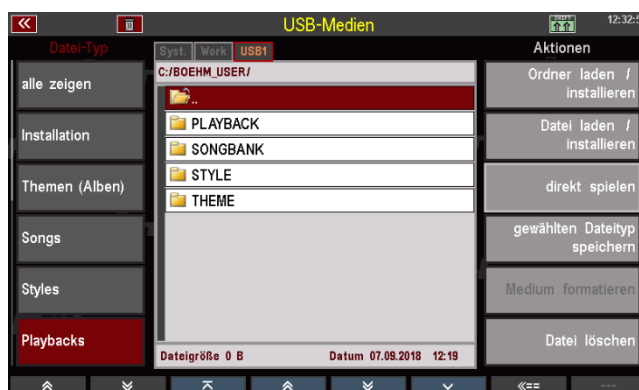 USB-Medien
12:32:5
Datei-Typ
Syst. Work USB1
Aktionen
alle zeigen
Installation
Themen (Alben)
Songs
Styles
Playbacks
C:/BOEHM_USER/
..
PLAYBACK
SONGBANK
STYLE
THEME
Dateigröße 0 B Datum 07.09.2018 12:19
Ordner laden /
installieren
Datei laden /
installieren
direkt spielen
gewählten Dateityp
speichern
Medium formatieren
Datei löschen
«==
---